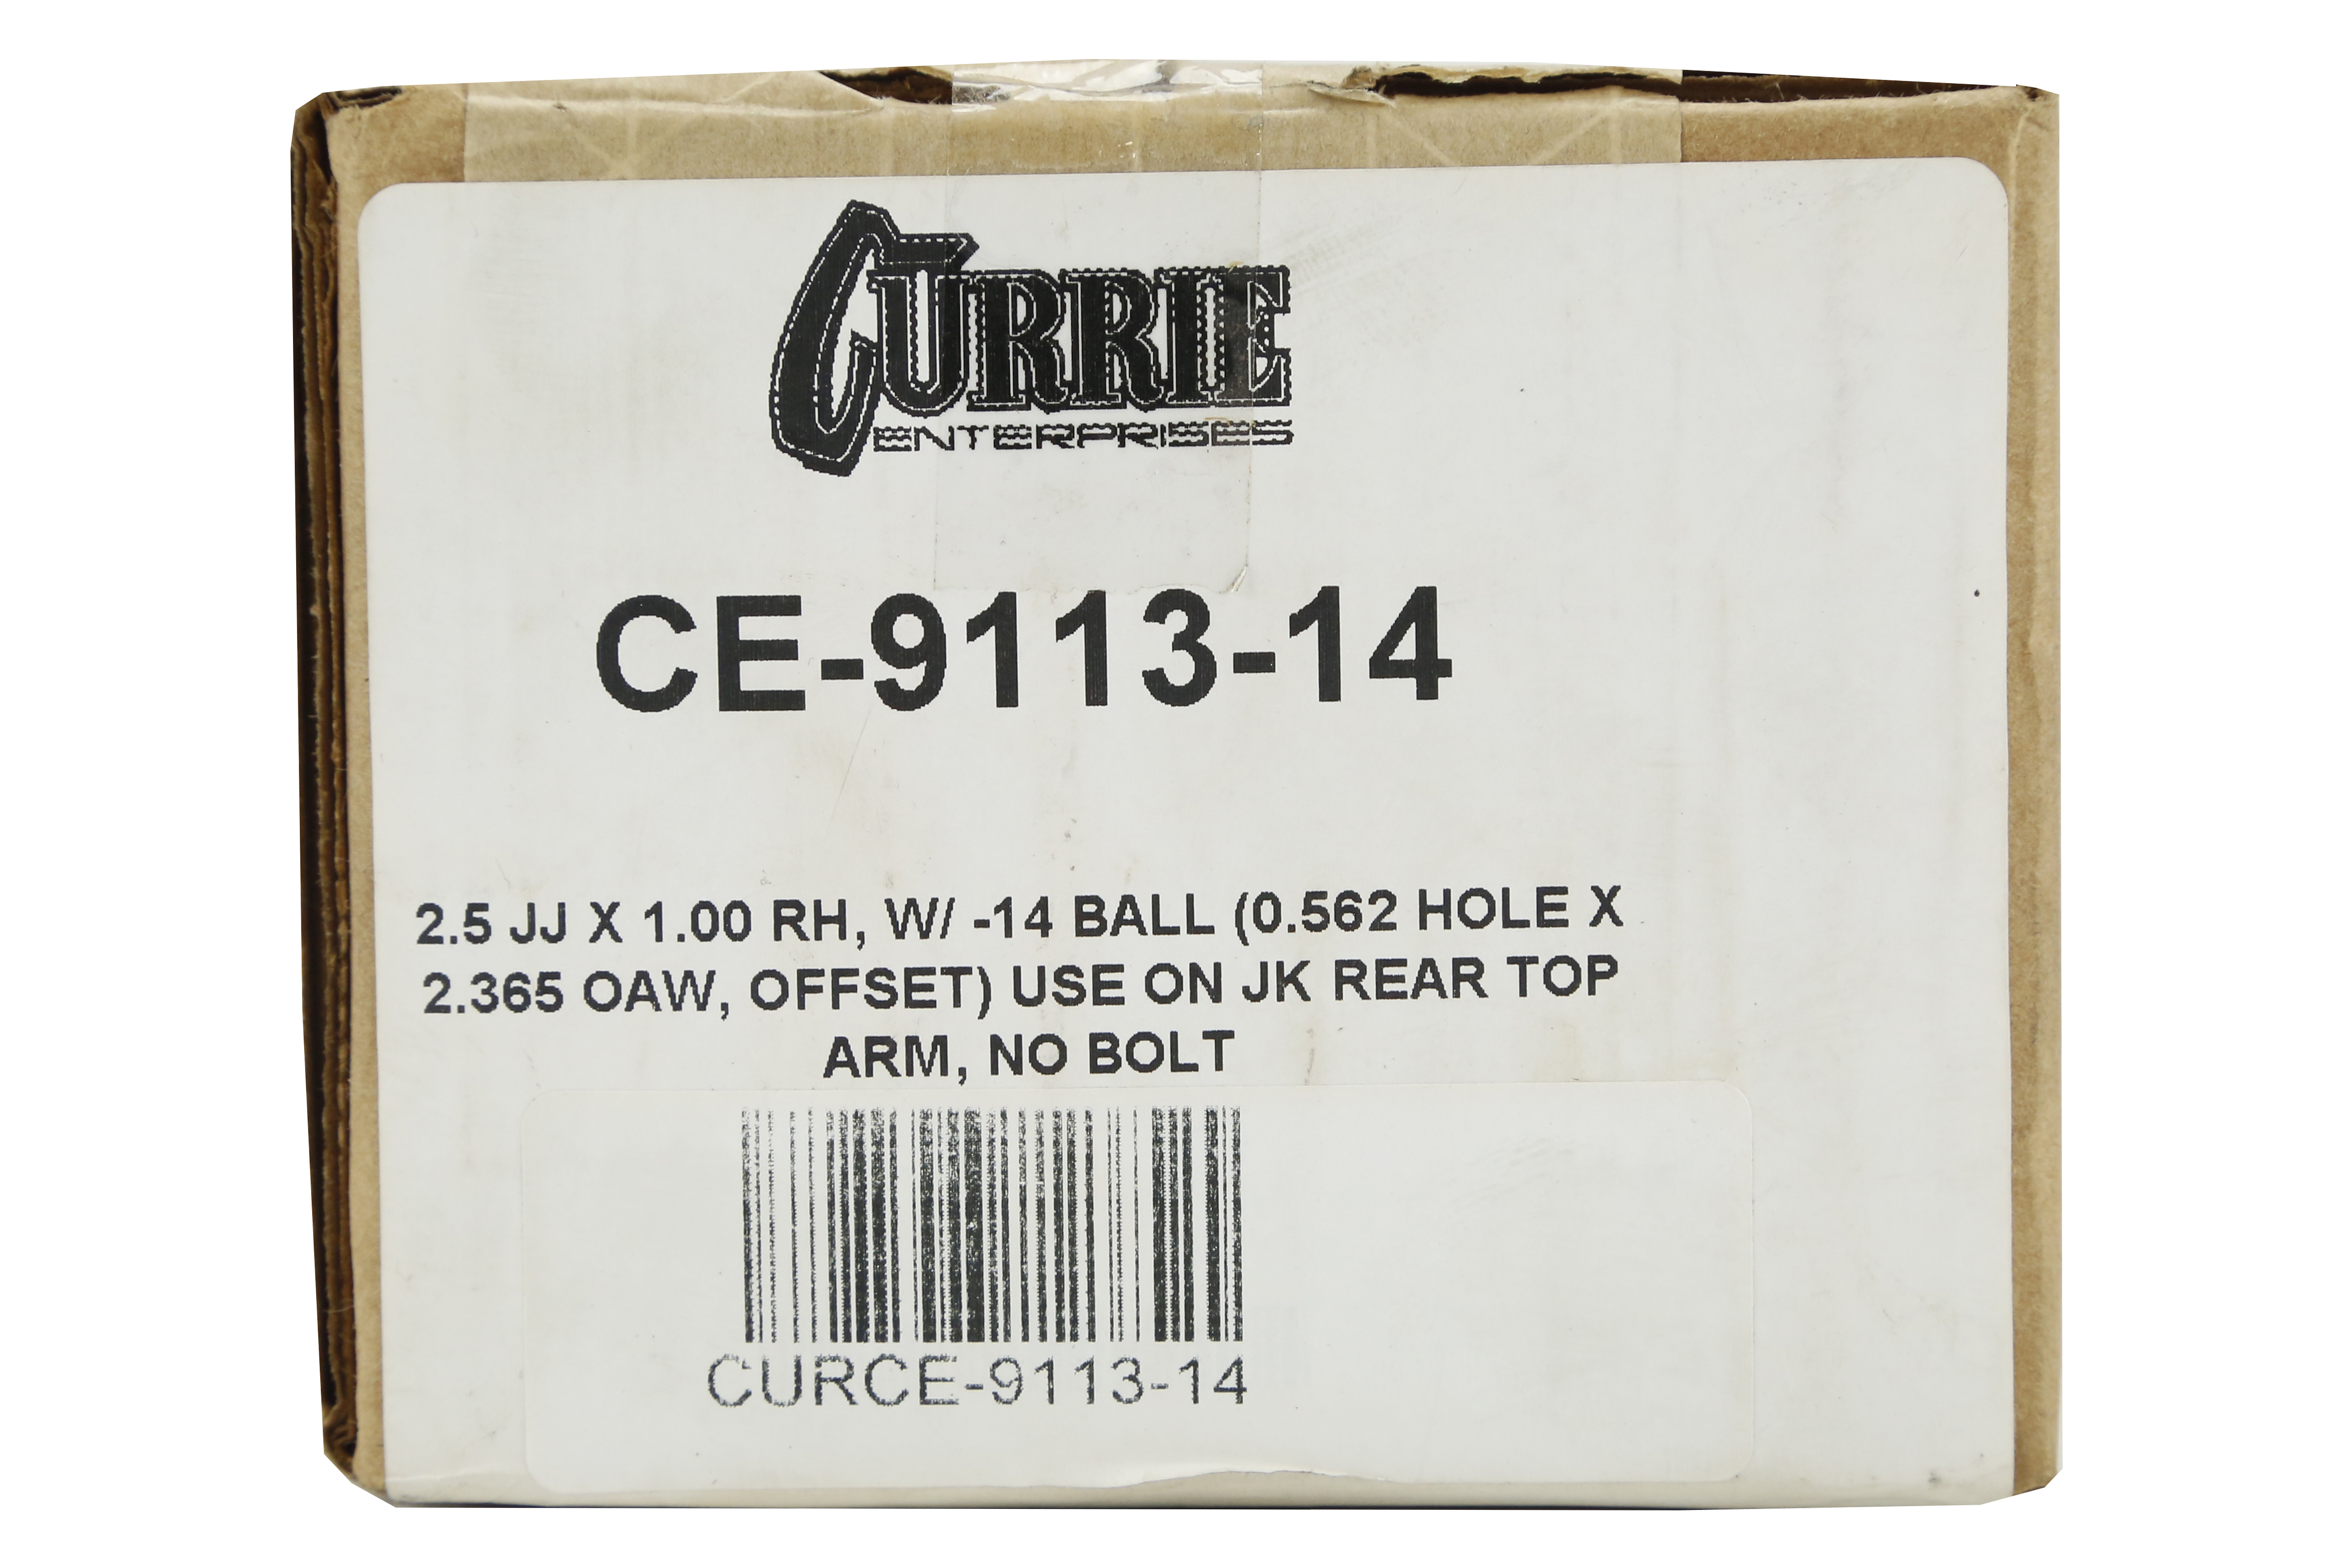 CURRIE
ENTERPRISES
CE-9113-14
2.5 JJ X 1.00 RH, W/ -14 BALL (0.562 HOLE X
2.365 OAW, OFFSET) USE ON JK REAR TOP
ARM, NO BOLT
CURCE-9113-14